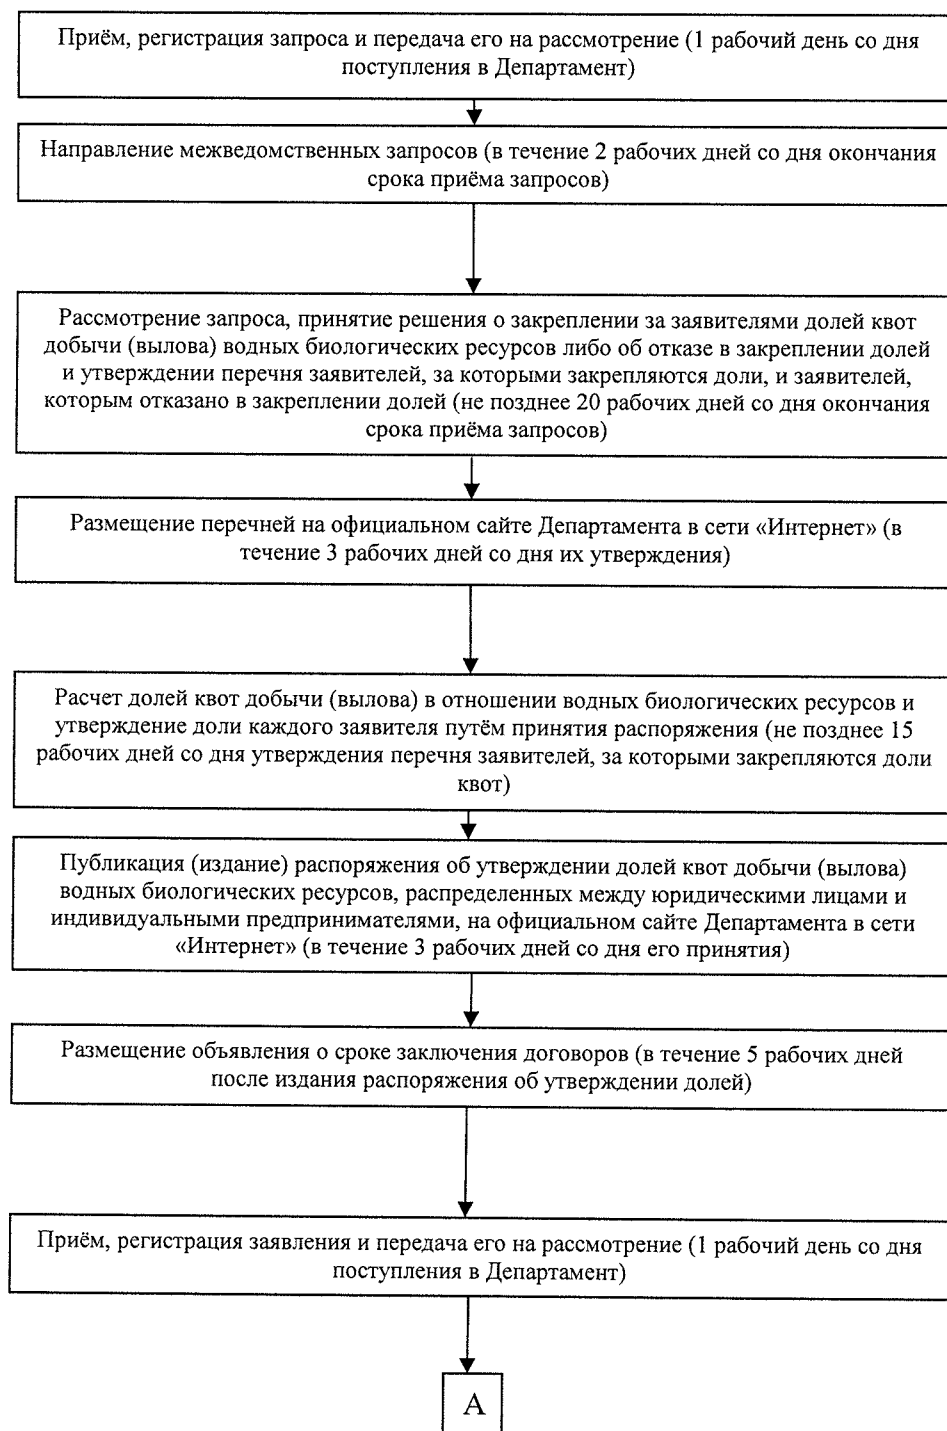 Приём, регистрация запроса и передача его на рассмотрение (1 рабочий день со дня
поступления в Департамент)
Направление межведомственных запросов (в течение 2 рабочих дней со дня окончания
срока приёма запросов)
Рассмотрение запроса, принятие решения о закреплении за заявителями долей квот
добычи (вылова) водных биологических ресурсов либо об отказе в закреплении долей
и утверждении перечня заявителей, за которыми закрепляются доли, и заявителей,
которым отказано в закреплении долей (не позднее 20 рабочих дней со дня окончания
срока приёма запросов)
Размещение перечней на официальном сайте Департамента в сети «Интернет» (в
течение 3 рабочих дней со дня их утверждения)
Расчет долей квот добычи (вылова) в отношении водных биологических ресурсов и
утверждение доли каждого заявителя путём принятия распоряжения (не позднее 15
рабочих дней со дня утверждения перечня заявителей, за которыми закрепляются доли
квот)
Публикация (издание) распоряжения об утверждении долей квот добычи (вылова)
водных биологических ресурсов, распределенных между юридическими лицами и
индивидуальными предпринимателями, на официальном сайте Департамента в сети
«Интернет» (в течение 3 рабочих дней со дня его принятия)
Размещение объявления о сроке заключения договоров (в течение 5 рабочих дней
после издания распоряжения об утверждении долей)
Приём, регистрация заявления и передача его на рассмотрение (1 рабочий день со дня
поступления в Департамент)
А